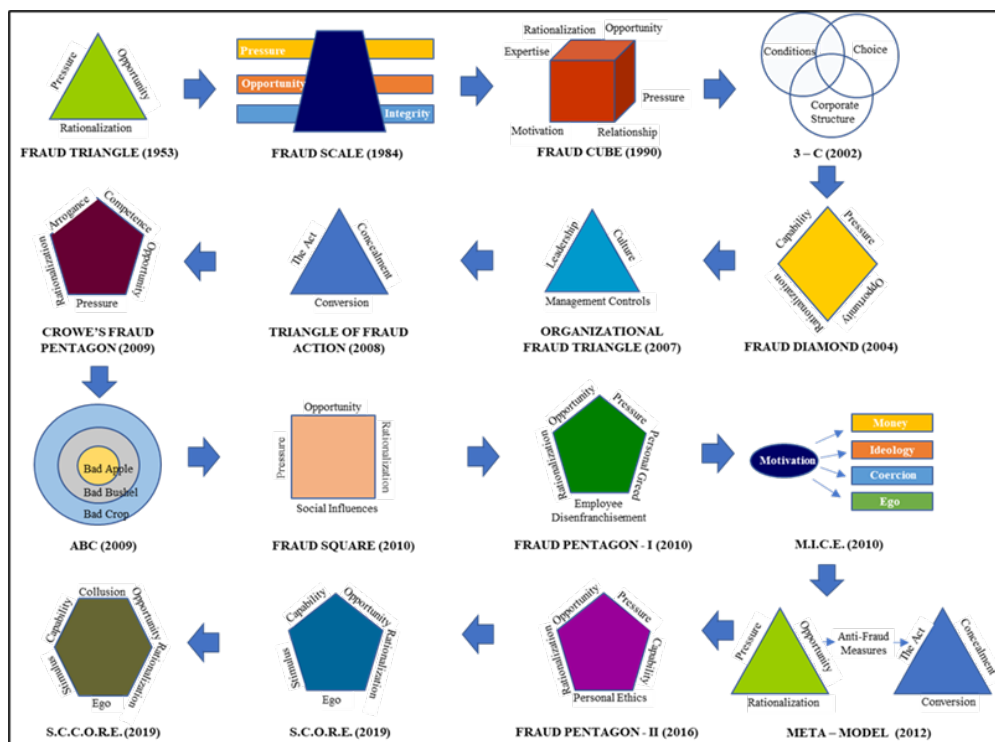 Pressure
Opportunity
Rationalization
FRAUD TRIANGLE (1953)
Pressure
Opportunity
Integrity
FRAUD SCALE (1984)
Rationalization
Opportunity
Expertise
Pressure
Motivation
Relationship
FRAUD CUBE (1990)
Conditions
Choice
Corporate
Structure
3 – C (2002)
Arrogance
Competence
Rationalization
Opportunity
Pressure
CROWE'S FRAUD
PENTAGON (2009)
The Act
Concealment
Conversion
TRIANGLE OF FRAUD
ACTION (2008)
Leadership
Culture
Management Controls
ORGANIZATIONAL
FRAUD TRIANGLE (2007)
Capability
Pressure
Rationalization
Opportunity
FRAUD DIAMOND (2004)
Bad Apple
Bad Bushel
Bad Crop
ABC (2009)
Opportunity
Pressure
Rationalization
Social Influences
FRAUD SQUARE (2010)
Opportunity
Pressure
Rationalization
Personal Greed
Employee
Disenfranchisement
FRAUD PENTAGON - I (2010)
Motivation
Money
Ideology
Coercion
Ego
M.I.C.E. (2010)
Collusion
Capability
Opportunity
Stimulus
Rationalization
Ego
S.C.C.O.R.E. (2019)
Capability
Opportunity
Stimulus
Rationalization
Ego
S.C.O.R.E. (2019)
Opportunity
Pressure
Rationalization
Capability
Personal Ethics
FRAUD PENTAGON - II (2016)
Pressure
Opportunity
Rationalization
Anti-Fraud
Measures
The Act
Concealment
Conversion
META – MODEL (2012)